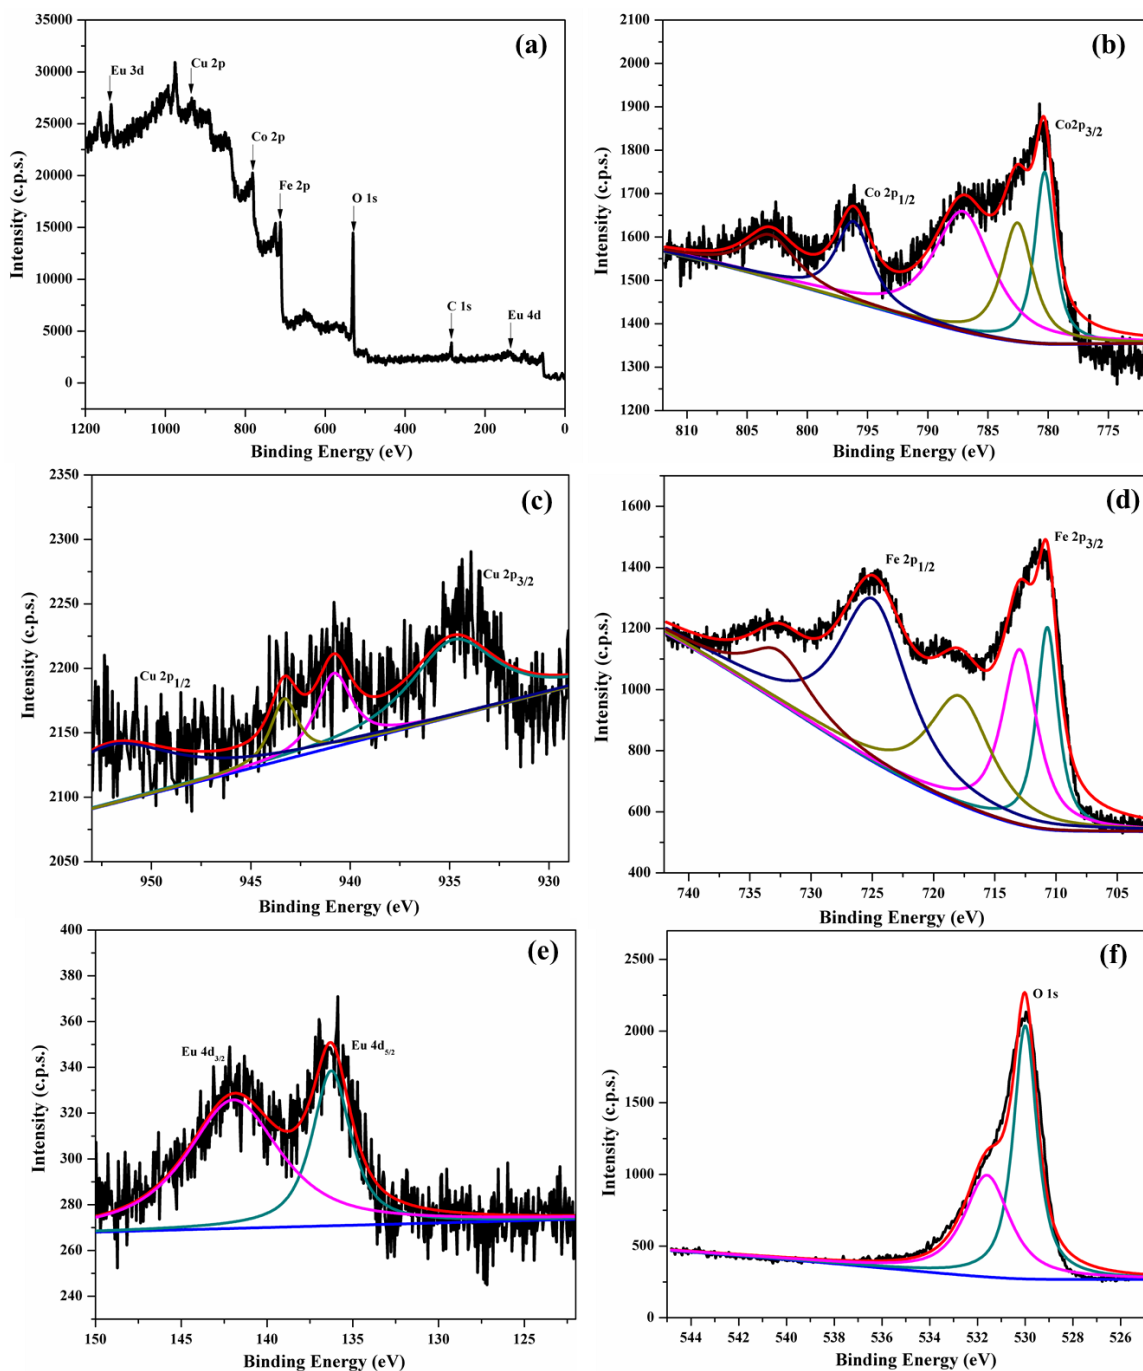 (a)
Intensity (c.p.s.)
35000
30000
25000
20000
15000
10000
5000
0
Eu 3d
Cu 2p
Co 2p
Fe 2p
O 1s
C 1s
Eu 4d
1200 1000 800 600 400 200 0
Binding Energy (eV)
(b)
Intensity (c.p.s.)
2100
2000
1900
1800
1700
1600
1500
1400
1300
1200
Co2p3/2
Co 2p1/2
810 805 800 795 790 785 780 775
Binding Energy (eV)
(c)
Intensity (c.p.s.)
2350
2300
2250
2200
2150
2100
2050
Cu 2p3/2
Cu 2p1/2
950 945 940 935 930
Binding Energy (eV)
(d)
Intensity (c.p.s.)
1600
1400
1200
1000
800
600
400
Fe 2p3/2
Fe 2p1/2
740 735 730 725 720 715 710 705
Binding Energy (eV)
(e)
Intensity (c.p.s.)
400
380
360
340
320
300
280
260
240
Eu 4d3/2
Eu 4d5/2
150 145 140 135 130 125
Binding Energy (eV)
(f)
Intensity (c.p.s.)
2500
2000
1500
1000
500
0
O 1s
544 542 540 538 536 534 532 530 528 526
Binding Energy (eV)